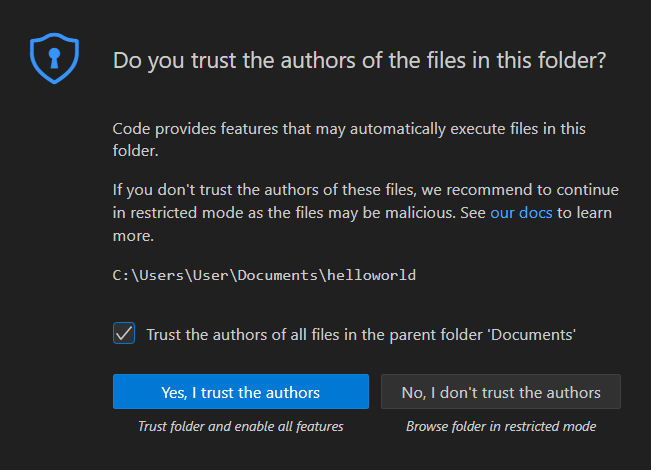 Do you trust the authors of the files in this folder?
Code provides features that may automatically execute files in this
folder.
If you don't trust the authors of these files, we recommend to continue
in restricted mode as the files may be malicious. See our docs to learn
more.
C:\Users\User\Documents\helloworld
Trust the authors of all files in the parent folder 'Documents'
Yes, I trust the authors
No, I don't trust the authors
Trust folder and enable all features
Browse folder in restricted mode